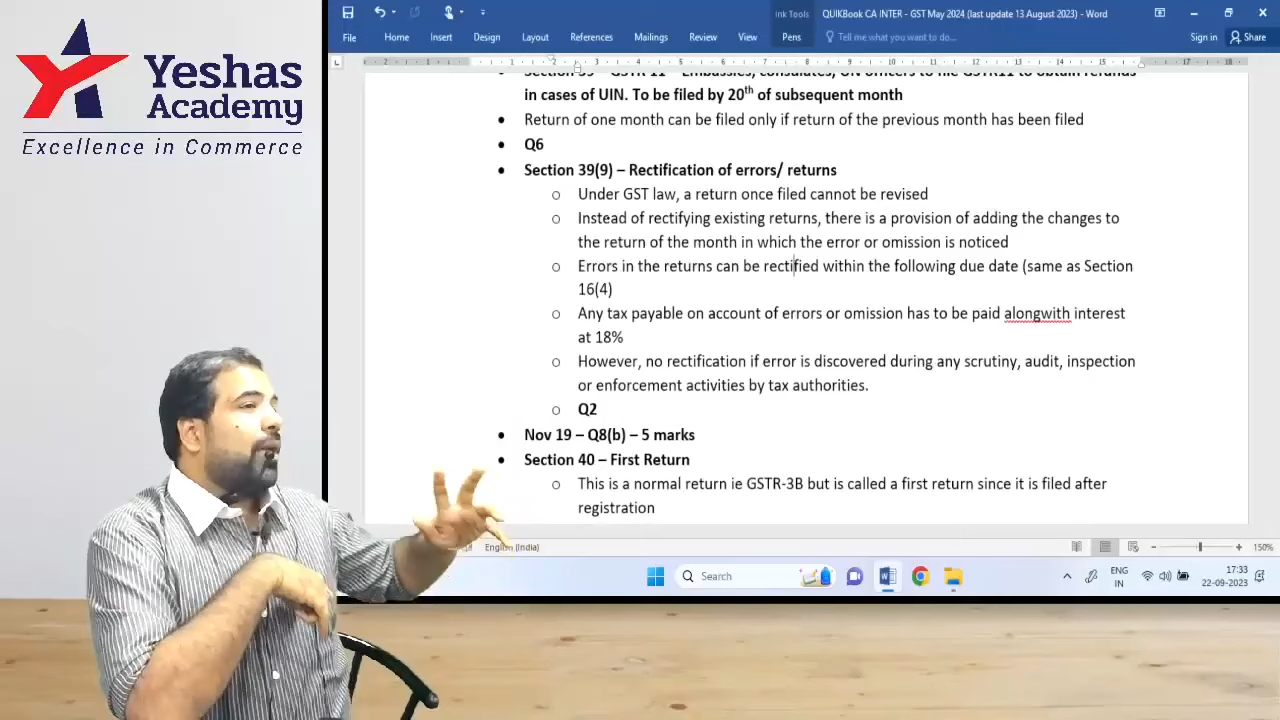 Yeshas
Academy
Excellence in Commerce
Ink Tools
QUIKBook CA INTER - GST May 2024 (last update 13 August 2023) - Word
File Home Insert Design Layout References Mailings Review View Pens Tell me what you want to do... Sign in Share
in cases of UIN. To be filed by 20th of subsequent month
• Return of one month can be filed only if return of the previous month has been filed
• Q6
• Section 39(9) – Rectification of errors/ returns
o Under GST law, a return once filed cannot be revised
o Instead of rectifying existing returns, there is a provision of adding the changes to
the return of the month in which the error or omission is noticed
o Errors in the returns can be rectified within the following due date (same as Section
16(4)
o Any tax payable on account of errors or omission has to be paid alongwith interest
at 18%
o However, no rectification if error is discovered during any scrutiny, audit, inspection
or enforcement activities by tax authorities.
o Q2
• Nov 19 – Q8(b) – 5 marks
• Section 40 – First Return
o This is a normal return ie GSTR-3B but is called a first return since it is filed after
registration
English (India)
150%
Search
ENG
IN
17:33
22-09-2023